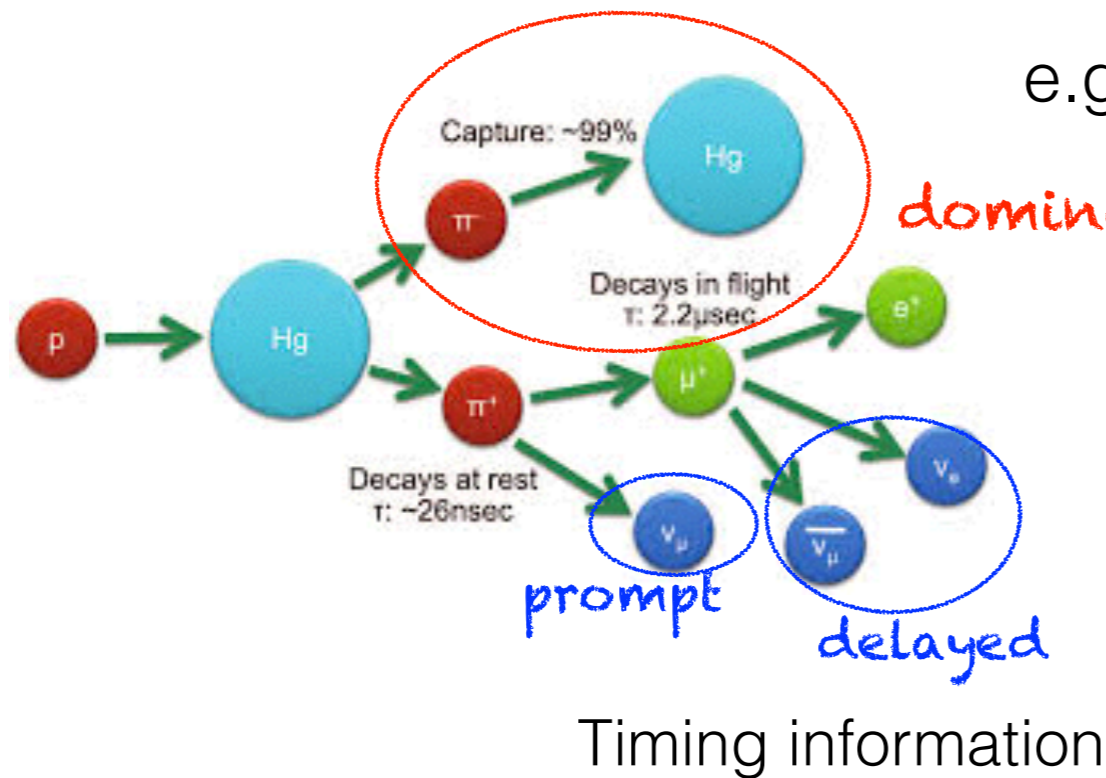 e.g
Capture: ~99%
Hg
π⁻
domin
Decays in flight
τ: 2.2μsec
e⁺
p
Hg
μ⁺
π⁺
νₑ
Decays at rest
τ: ~26nsec
ν_μ
ν̅_μ
prompt
delayed
Timing information